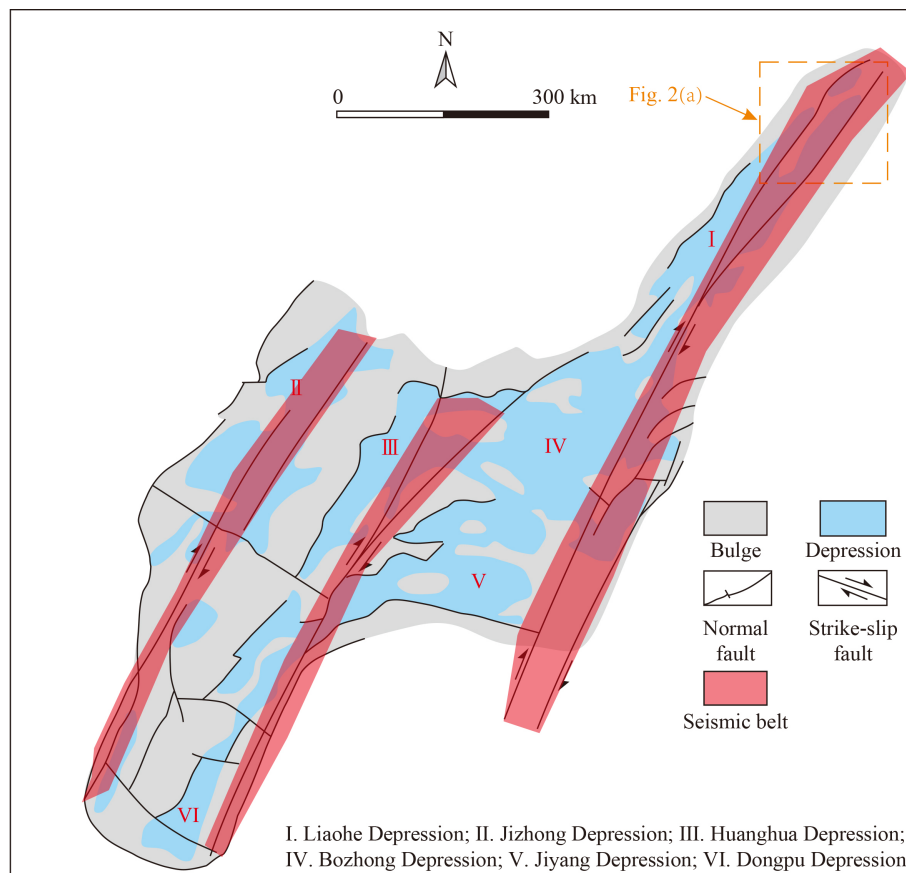 N
0 300 km
Fig. 2(a)
I
II
III
IV
V
VI
Bulge
Depression
Normal
fault
Strike-slip
fault
Seismic belt
I. Liaohe Depression; II. Jizhong Depression; III. Huanghua Depression;
IV. Bozhong Depression; V. Jiyang Depression; VI. Dongpu Depression